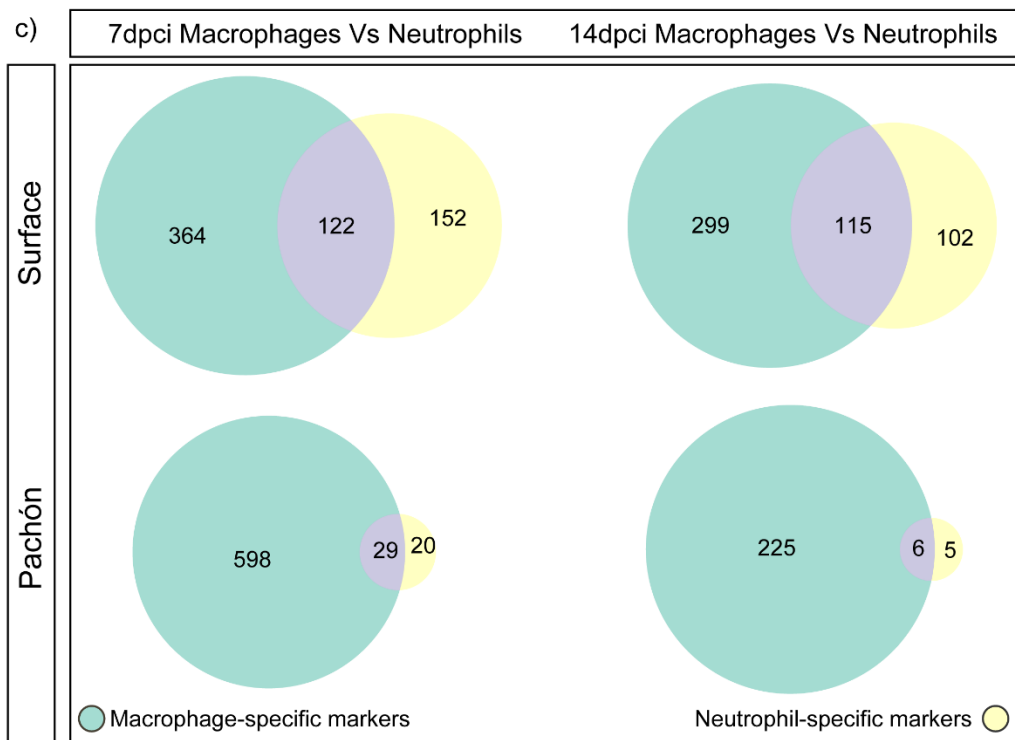 c)
7dpci Macrophages Vs Neutrophils
14dpci Macrophages Vs Neutrophils
Surface
364
122
152
299
115
102
Pachón
598
29
20
225
6
5
Macrophage-specific markers
Neutrophil-specific markers